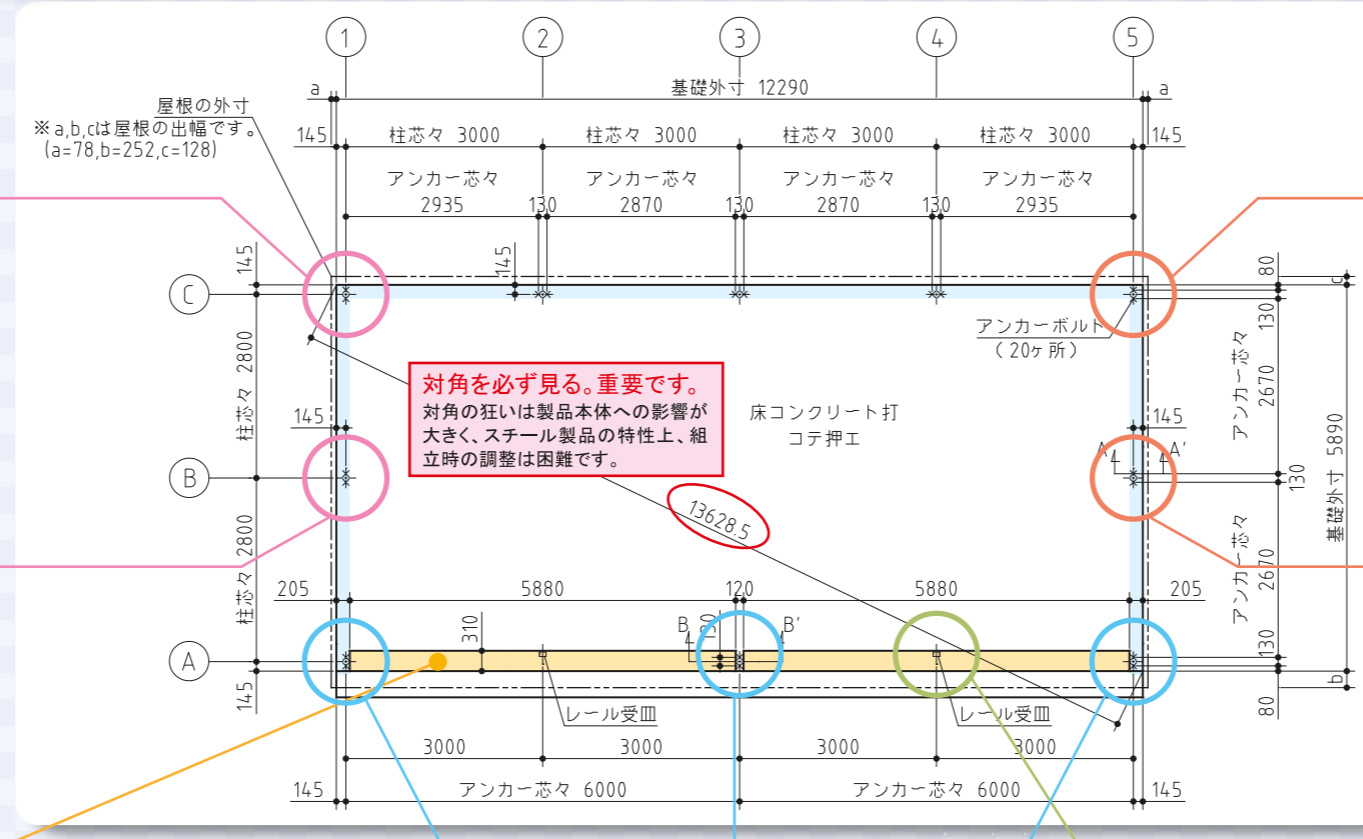 1 2 3 4 5
a 基礎外寸 12290 a
屋根の外寸
※a,b,cは屋根の出幅です。
(a=78,b=252,c=128)
145 柱芯々 3000 柱芯々 3000 柱芯々 3000 柱芯々 3000 145
アンカー芯々 アンカー芯々 アンカー芯々 アンカー芯々
2935 130 2870 130 2870 130 2935
145 145 80
C c
130
アンカーボルト
(20ヶ所)
柱芯々 2800 アンカー芯々 2670
対角を必ず見る。重要です。
対角の狂いは製品本体への影響が
大きく、スチール製品の特性上、組
立時の調整は困難です。
床コンクリート打
コテ押エ
145 145
A A'
B 130
基礎外寸 5890
13628.5
柱芯々 2800 アンカー芯々 2670
205 5880 120 5880 205
310 B 130 B'
A 130
145 b
80
レール受皿 レール受皿
3000 3000 3000 3000
145 アンカー芯々 6000 アンカー芯々 6000 145